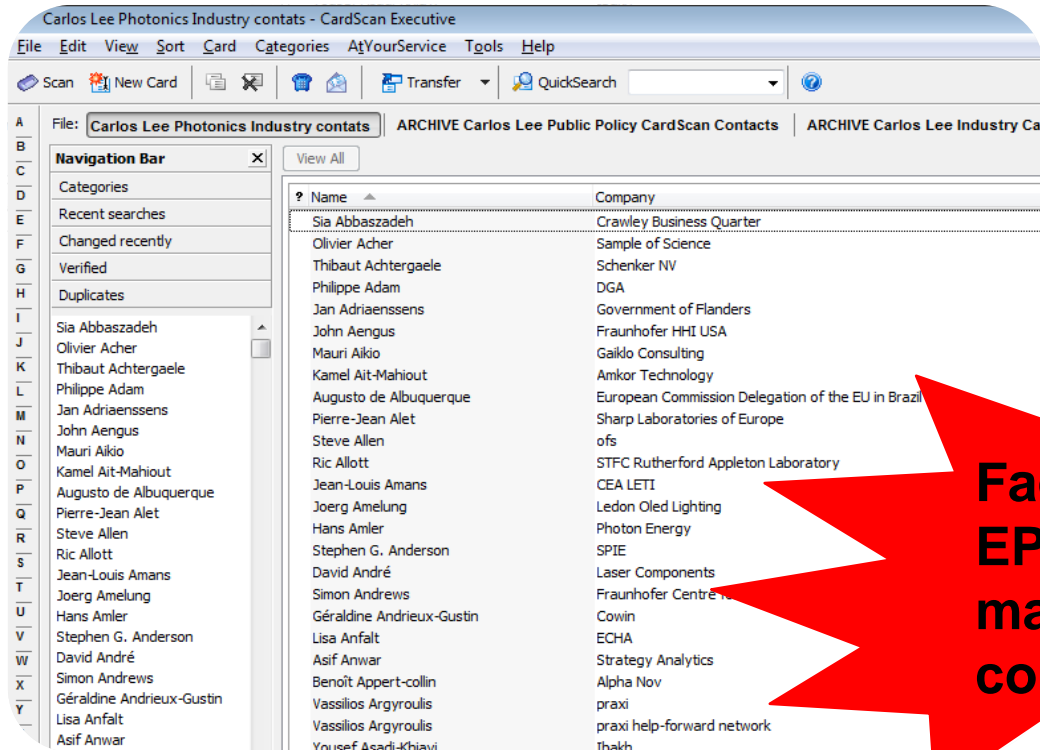 Carlos Lee Photonics Industry contats - CardScan Executive
File Edit View Sort Card Categories AtYourService Tools Help
Scan New Card Transfer QuickSearch
File: Carlos Lee Photonics Industry contats ARCHIVE Carlos Lee Public Policy CardScan Contacts ARCHIVE Carlos Lee Industry
A
B
C
D
E
F
G
H
I
J
K
L
M
N
O
P
Q
R
S
T
U
V
W
X
Y
Navigation Bar X
Categories
Recent searches
Changed recently
Verified
Duplicates
Sia Abbaszadeh
Olivier Acher
Thibaut Achtergaele
Philippe Adam
Jan Adriaenssens
John Aengus
Mauri Aikio
Kamel Ait-Mahiout
Augusto de Albuquerque
Pierre-Jean Alet
Steve Allen
Ric Allott
Jean-Louis Amans
Joerg Amelung
Hans Amler
Stephen G. Anderson
David André
Simon Andrews
Géraldine Andrieux-Gustin
Lisa Anfalt
Asif Anwar
View All
? Name Company
Sia Abbaszadeh Crawley Business Quarter
Olivier Acher Sample of Science
Thibaut Achtergaele Schenker NV
Philippe Adam DGA
Jan Adriaenssens Government of Flanders
John Aengus Fraunhofer HHI USA
Mauri Aikio Gaiklo Consulting
Kamel Ait-Mahiout Amkor Technology
Augusto de Albuquerque European Commission Delegation of the EU in Brazil
Pierre-Jean Alet Sharp Laboratories of Europe
Steve Allen ofs
Ric Allott STFC Rutherford Appleton Laboratory
Jean-Louis Amans CEA LETI
Joerg Amelung Ledon Oled Lighting
Hans Amler Photon Energy
Stephen G. Anderson SPIE
David André Laser Components
Simon Andrews Fraunhofer Centre
Géraldine Andrieux-Gustin Cowin
Lisa Anfalt ECHA
Asif Anwar Strategy Analytics
Benoît Appert-collin Alpha Nov
Vassilios Argyroulis praxi
Vassilios Argyroulis praxi help-forward network
Yousef Asadi-Khiavi Ibakh